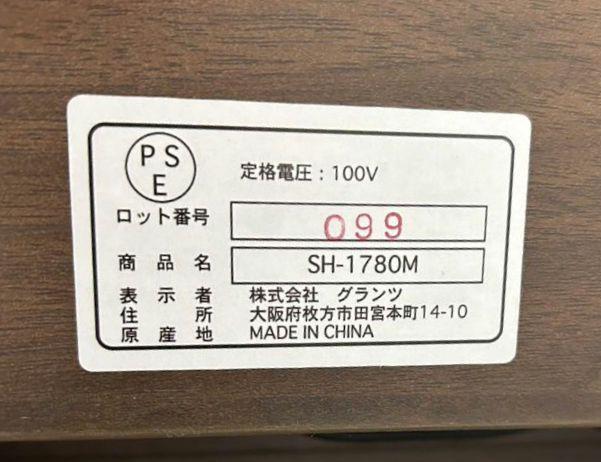 PS
E
定格電圧：100V
ロット番号 099
商品名 SH-1780M
表示者 株式会社 グランツ
住所 大阪府枚方市田宮本町14-10
原産地 MADE IN CHINA